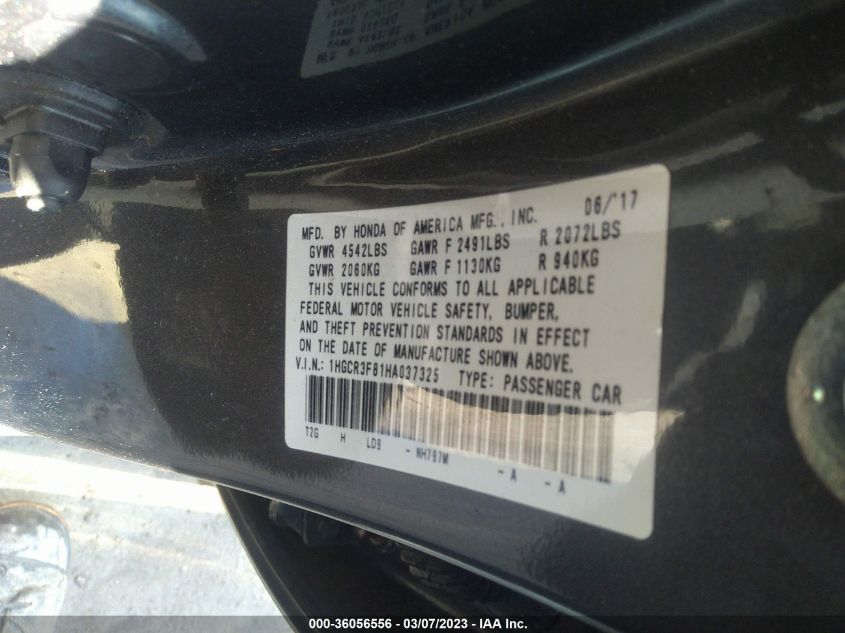 MFD. BY HONDA OF AMERICA MFG., INC. 06/'17
GVWR 4542LBS GAWR F 2491LBS R 2072LBS
GVWR 2060KG GAWR F 1130KG R 940KG
THIS VEHICLE CONFORMS TO ALL APPLICABLE
FEDERAL MOTOR VEHICLE SAFETY, BUMPER,
AND THEFT PREVENTION STANDARDS IN EFFECT
ON THE DATE OF MANUFACTURE SHOWN ABOVE.
V.I.N.: 1HGCR3F81HA037325 TYPE: PASSENGER CAR
T2G H LD9 - NH797M - A - A
000-36056556 - 03/07/2023 - IAA Inc.